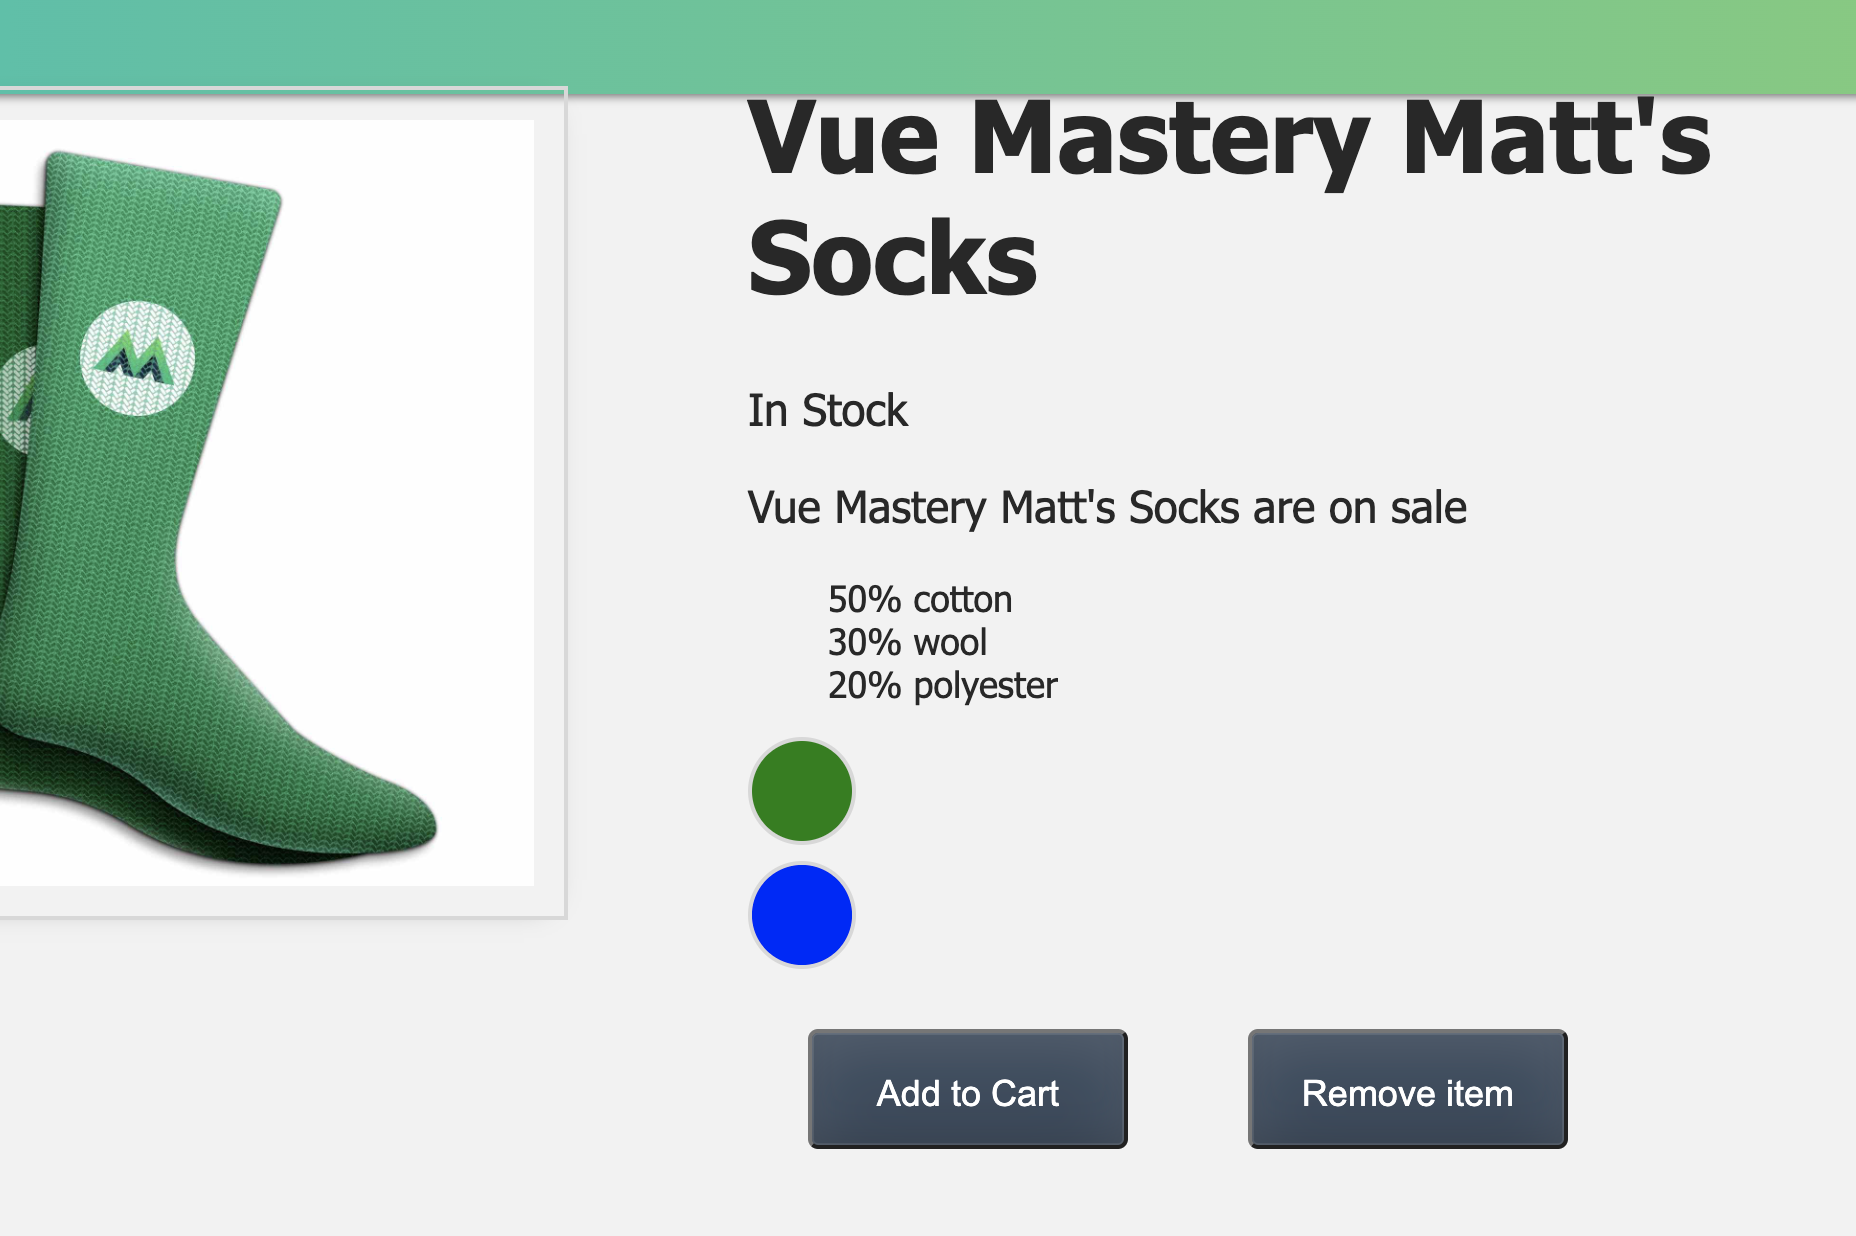 Vue Mastery Matt's
Socks
In Stock
Vue Mastery Matt's Socks are on sale
50% cotton
30% wool
20% polyester
Add to Cart
Remove item